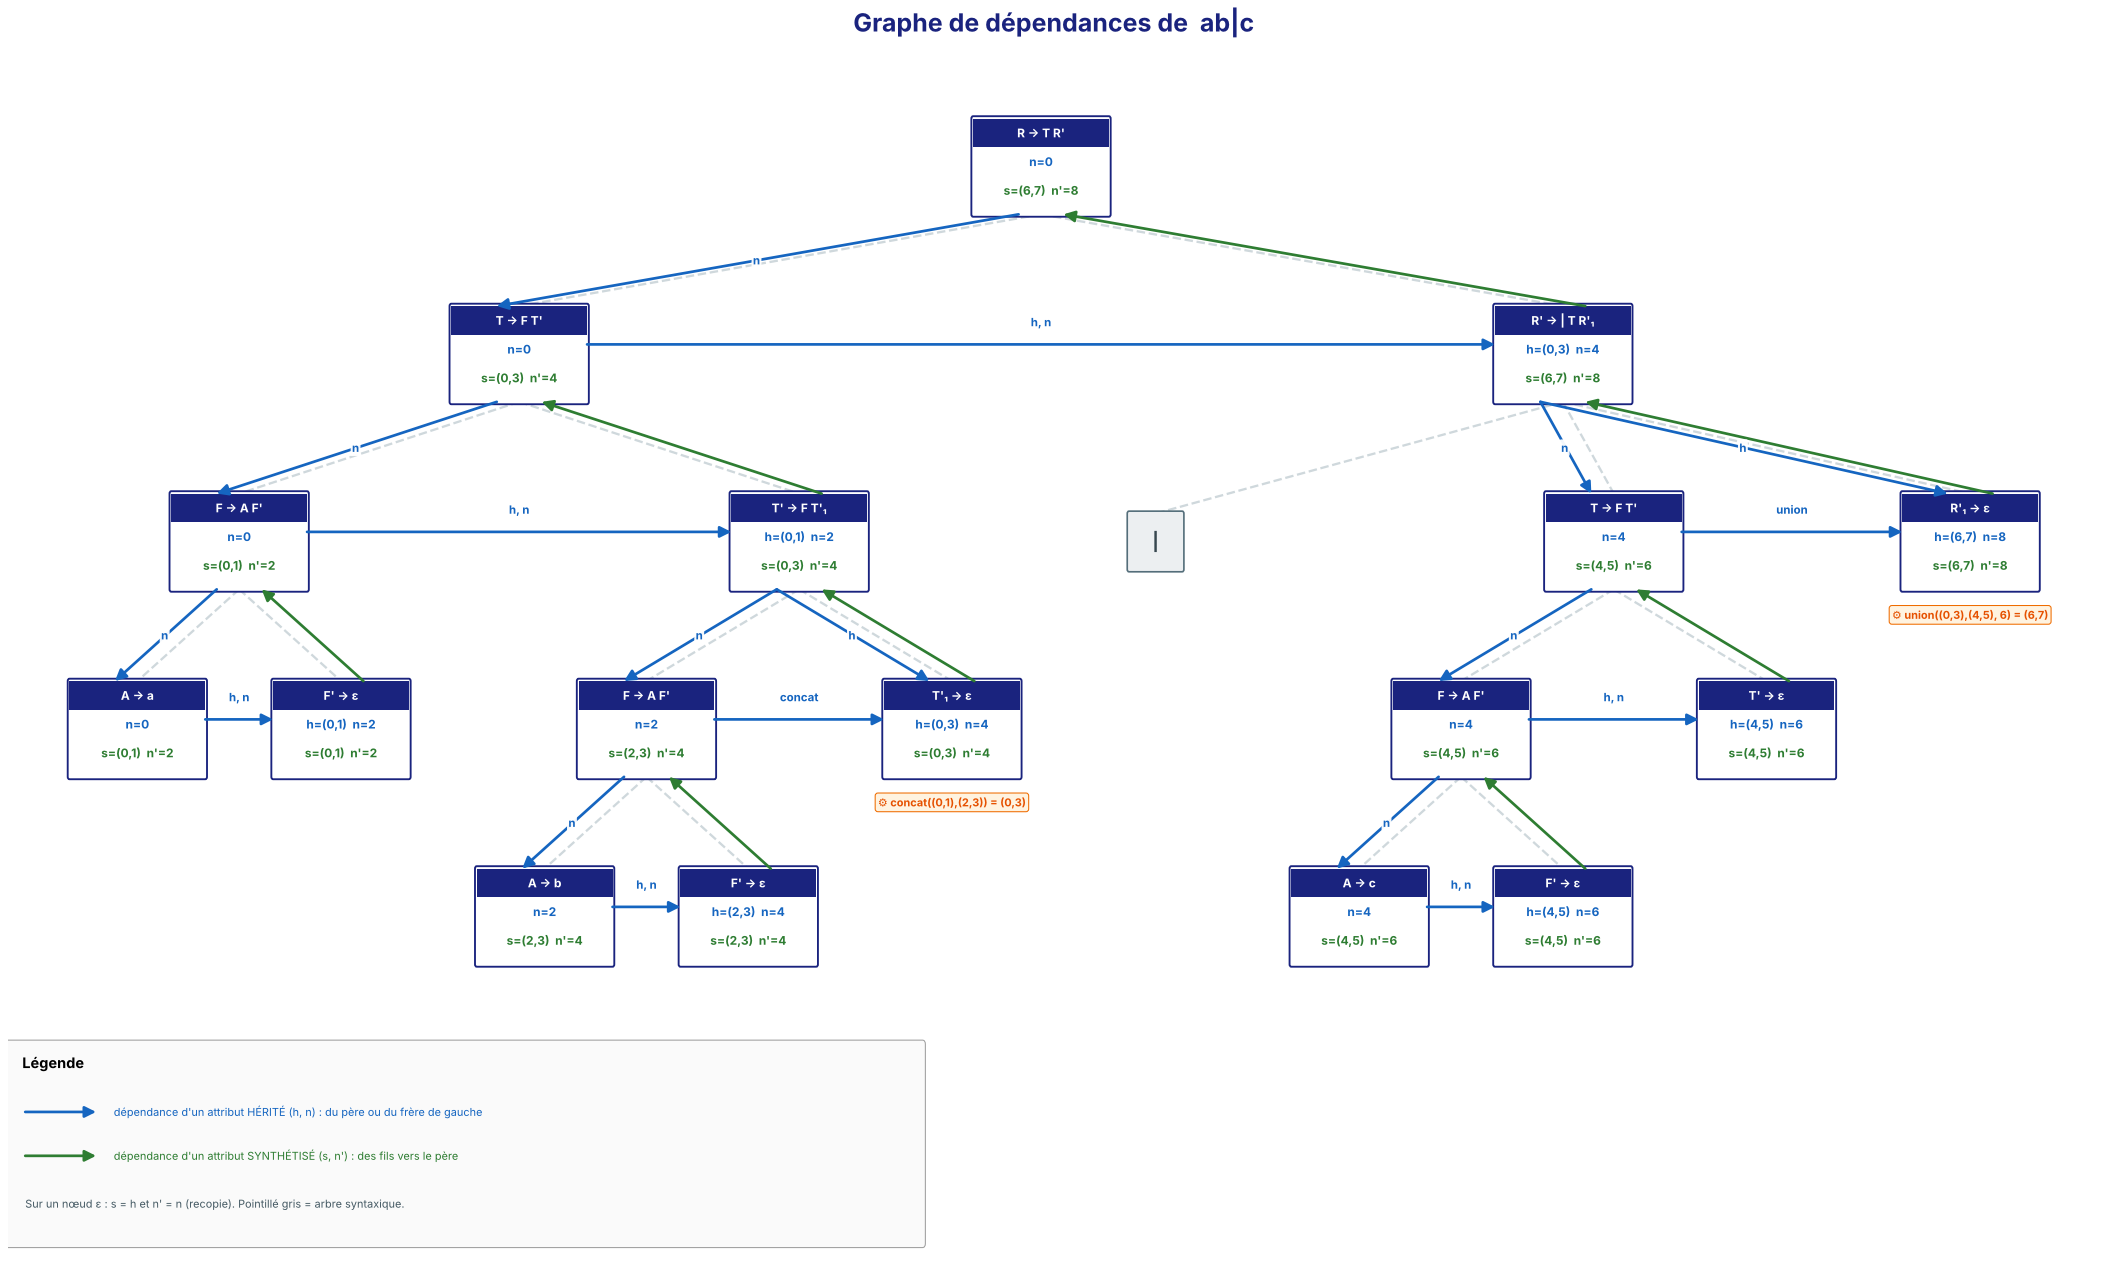 Graphe de dépendances de ab|c
R → T R'
n=0
s=(6,7) n'=8
n
T → F T'
n=0
s=(0,3) n'=4
h, n
R' → | T R'₁
h=(0,3) n=4
s=(6,7) n'=8
n
n
h
F → A F'
n=0
s=(0,1) n'=2
h, n
T' → F T'₁
h=(0,1) n=2
s=(0,3) n'=4
|
T → F T'
n=4
s=(4,5) n'=6
union
R'₁ → ε
h=(6,7) n=8
s=(6,7) n'=8
⚙ union((0,3),(4,5), 6) = (6,7)
n
n
h
n
A → a
n=0
s=(0,1) n'=2
h, n
F' → ε
h=(0,1) n=2
s=(0,1) n'=2
F → A F'
n=2
s=(2,3) n'=4
concat
T'₁ → ε
h=(0,3) n=4
s=(0,3) n'=4
⚙ concat((0,1),(2,3)) = (0,3)
F → A F'
n=4
s=(4,5) n'=6
h, n
T' → ε
h=(4,5) n=6
s=(4,5) n'=6
n
n
A → b
n=2
s=(2,3) n'=4
h, n
F' → ε
h=(2,3) n=4
s=(2,3) n'=4
A → c
n=4
s=(4,5) n'=6
h, n
F' → ε
h=(4,5) n=6
s=(4,5) n'=6
Légende
dépendance d'un attribut HÉRITÉ (h, n) : du père ou du frère de gauche
dépendance d'un attribut SYNTHÉTISÉ (s, n') : des fils vers le père
Sur un nœud ε : s = h et n' = n (recopie). Pointillé gris = arbre syntaxique.